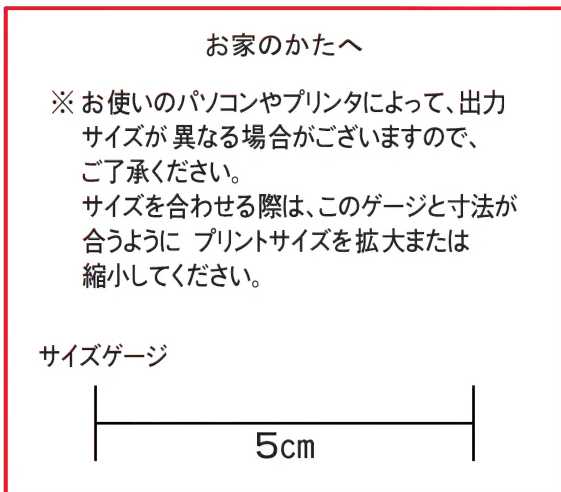 お家のかたへ
※ お使いのパソコンやプリンタによって、出力
サイズが 異なる場合がございますので、
ご了承ください。
サイズを合わせる際は、このゲージと寸法が
合うように プリントサイズを拡大または
縮小してください。
サイズゲージ
5cm